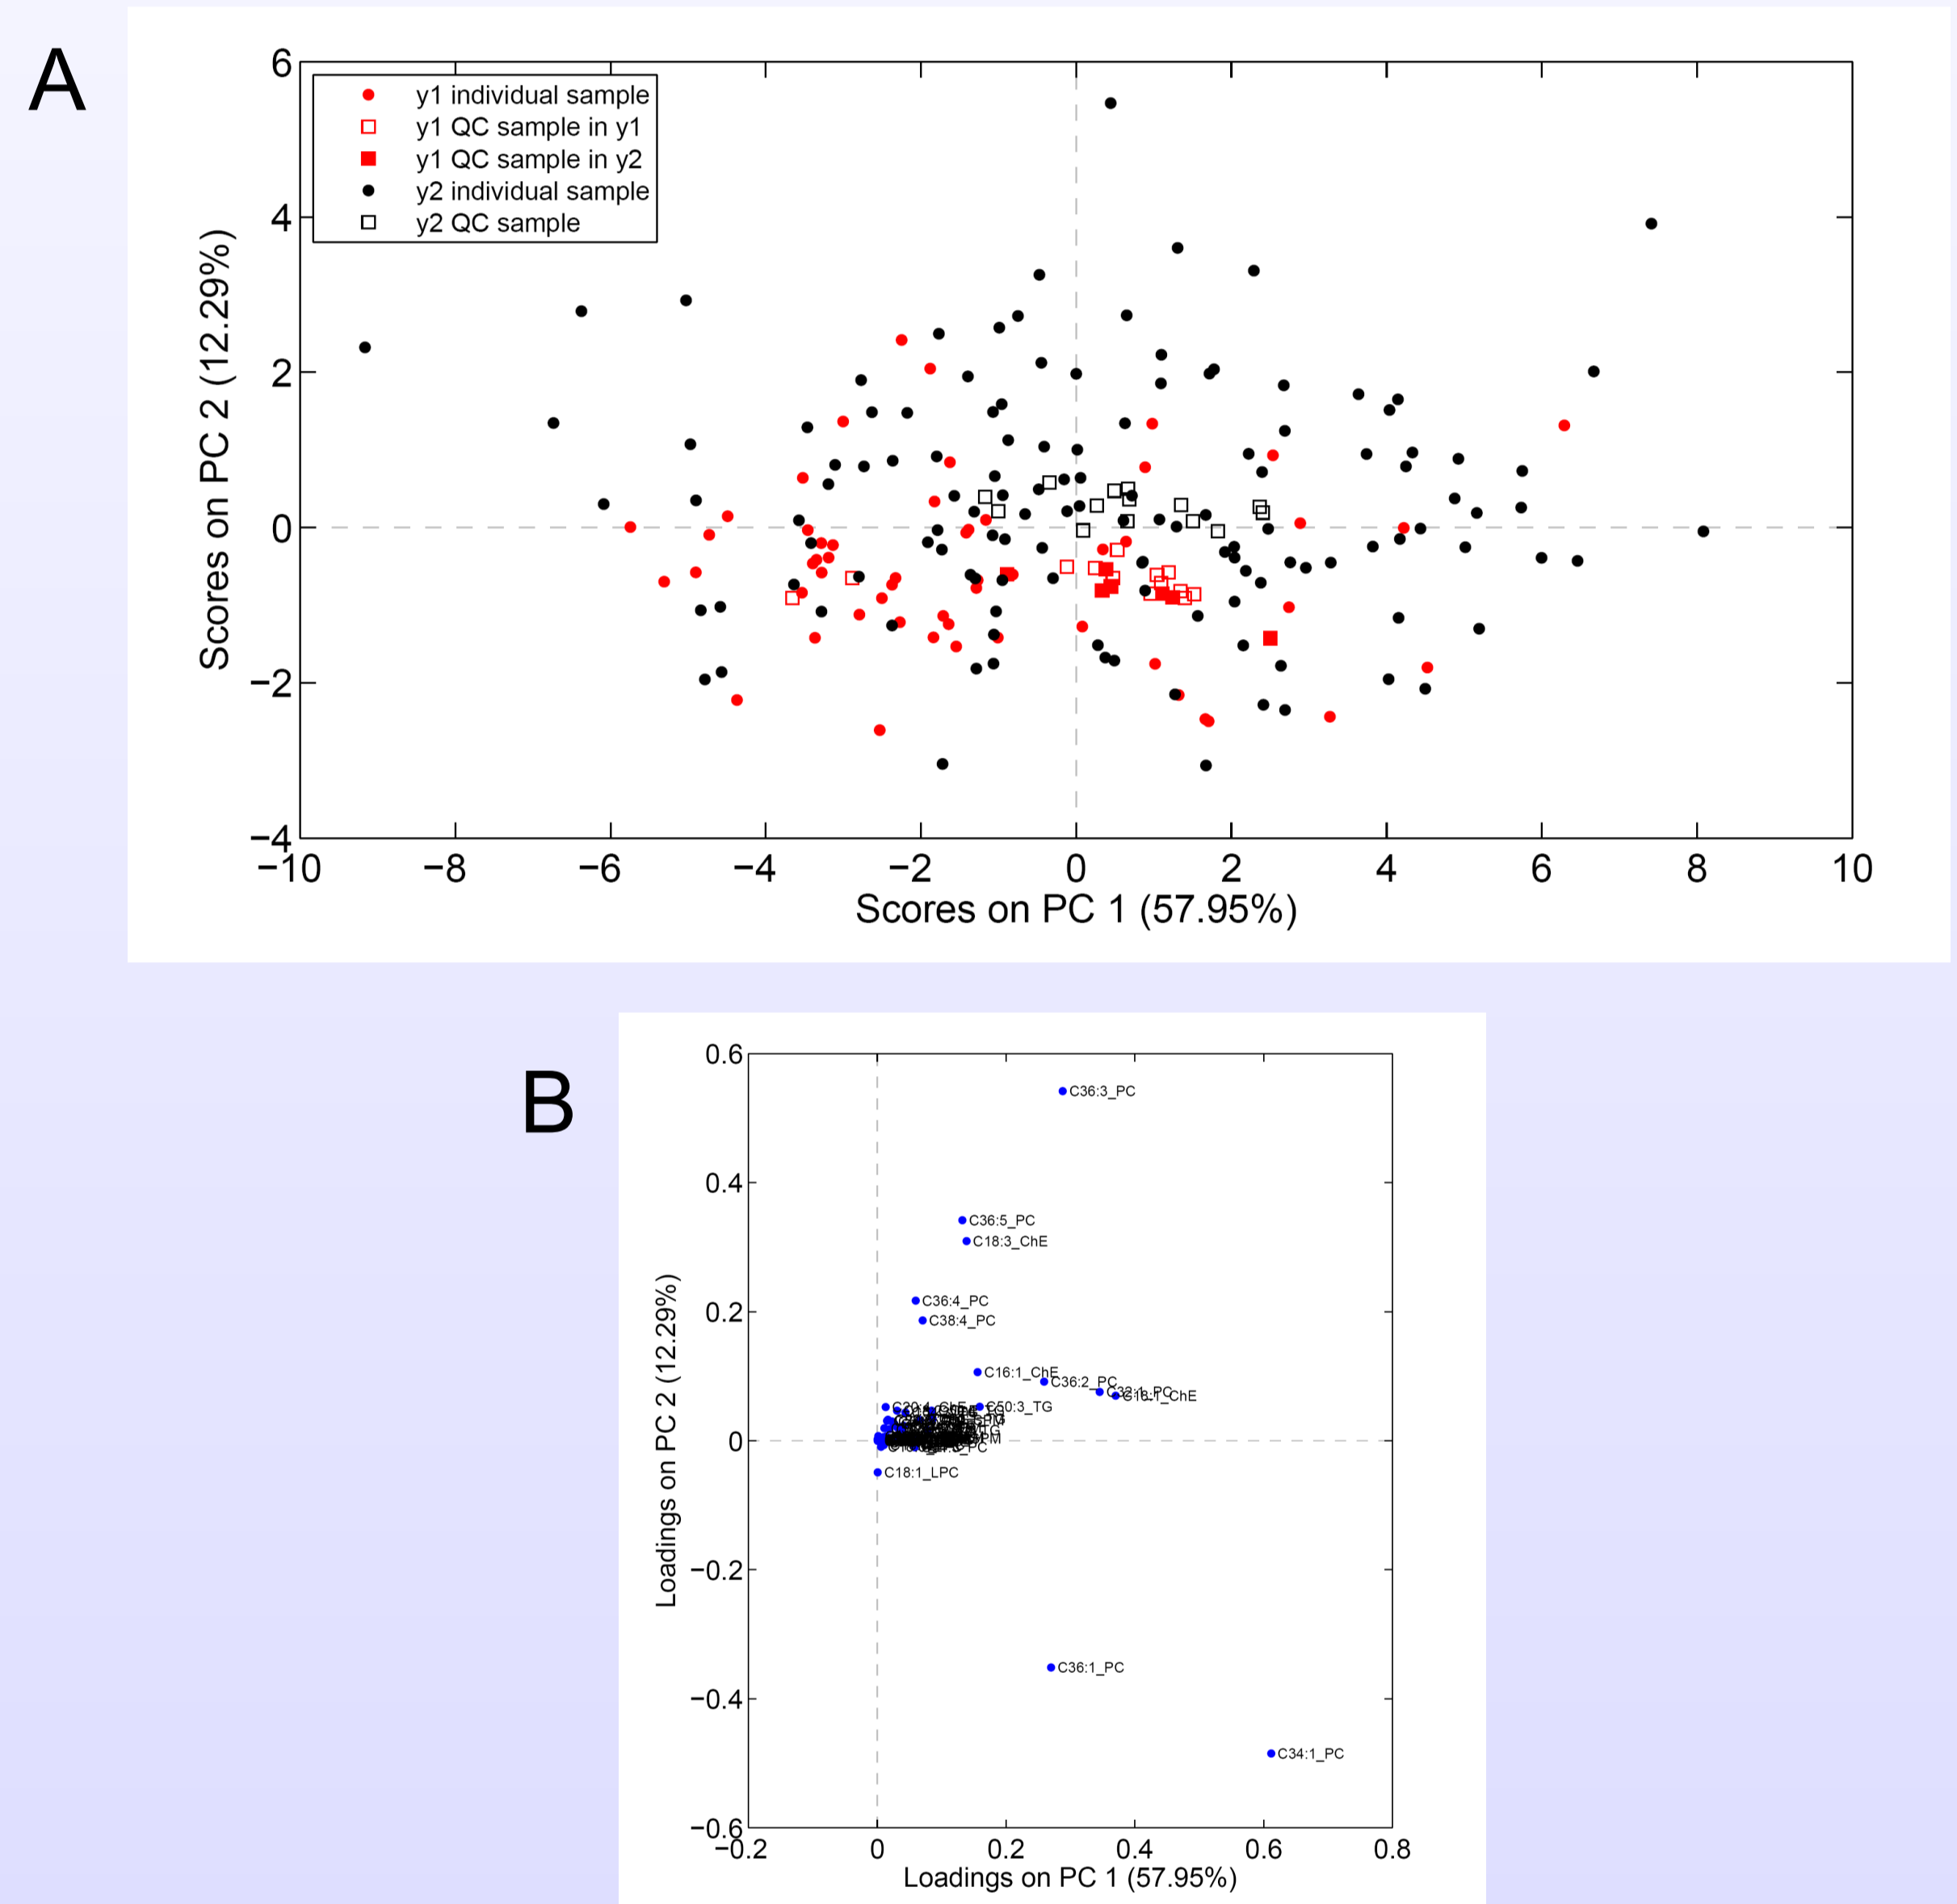 A
6
4
2
0
−2
−4
y1 individual sample
y1 QC sample in y1
y1 QC sample in y2
y2 individual sample
y2 QC sample
Scores on PC 2 (12.29%)
−10 −8 −6 −4 −2 0 2 4 6 8 10
Scores on PC 1 (57.95%)
B
0.6
0.4
0.2
0
−0.2
−0.4
−0.6
Loadings on PC 2 (12.29%)
C36:3_PC
C36:5_PC
C18:3_ChE
C36:4_PC
C38:4_PC
C16:1_ChE
C36:2_PC
C32:1_PC
C18:1_ChE
C20:4_ChE
C50:3_TG
C18:1_LPC
C36:1_PC
C34:1_PC
−0.2 0 0.2 0.4 0.6 0.8
Loadings on PC 1 (57.95%)